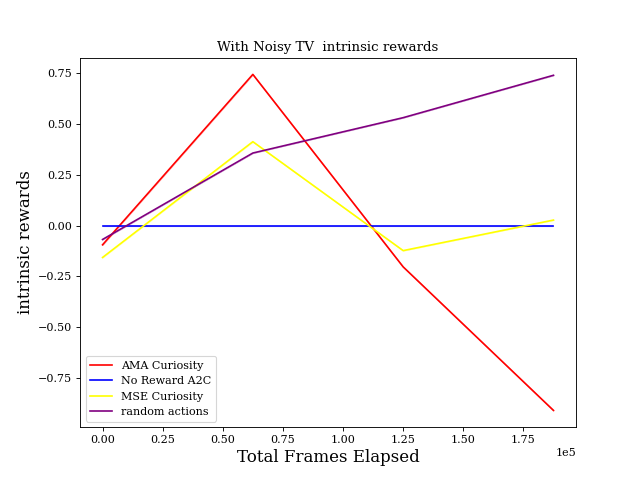 With Noisy TV  intrinsic rewards
intrinsic rewards
0.75
0.50
0.25
0.00
−0.25
−0.50
−0.75
AMA Curiosity
No Reward A2C
MSE Curiosity
random actions
0.00 0.25 0.50 0.75 1.00 1.25 1.50 1.75
1e5
Total Frames Elapsed